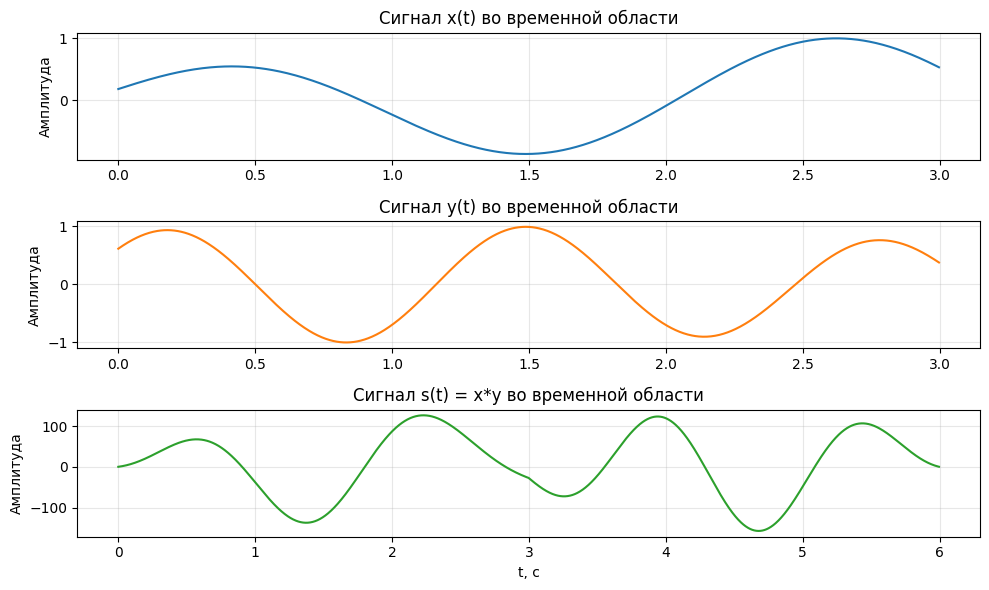 Сигнал x(t) во временной области
Амплитуда
1
0
0.0 0.5 1.0 1.5 2.0 2.5 3.0
Сигнал y(t) во временной области
Амплитуда
1
0
−1
0.0 0.5 1.0 1.5 2.0 2.5 3.0
Сигнал s(t) = x*y во временной области
Амплитуда
100
0
−100
0 1 2 3 4 5 6
t, с